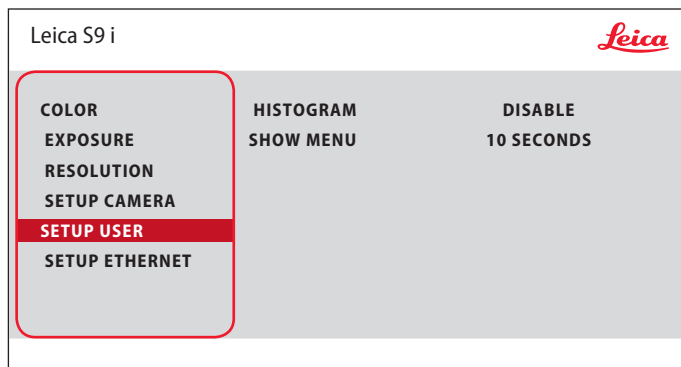 Leica S9 i
Leica
COLOR HISTOGRAM DISABLE
EXPOSURE SHOW MENU 10 SECONDS
RESOLUTION
SETUP CAMERA
SETUP USER
SETUP ETHERNET